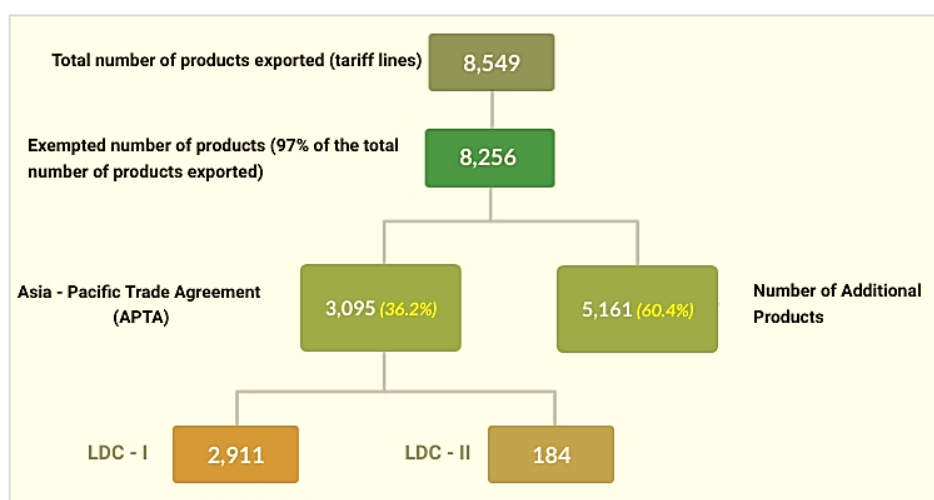 Total number of products exported (tariff lines)
8,549
Exempted number of products (97% of the total
number of products exported)
8,256
Asia - Pacific Trade Agreement
(APTA)
3,095 (36.2%)
5,161 (60.4%)
Number of Additional
Products
LDC - I
2,911
LDC - II
184